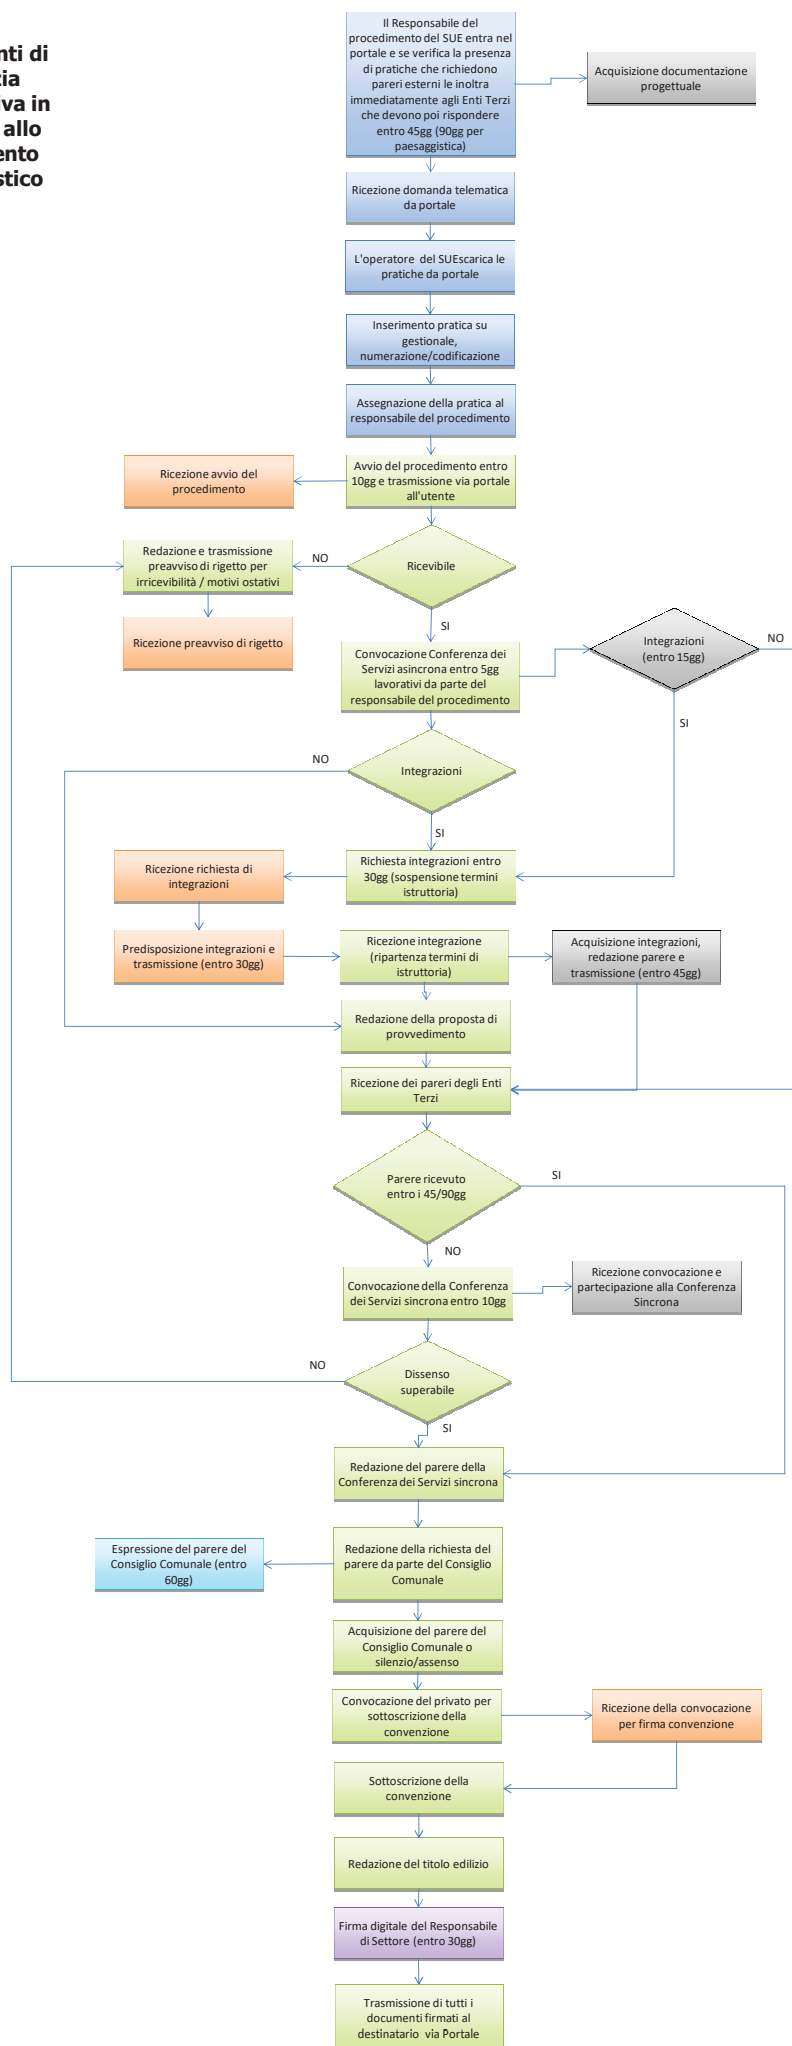 nti di
zia
iva in
allo
ento
stico
Il Responsabile del
procedimento del SUE entra nel
portale e se verifica la presenza
di pratiche che richiedono
pareri esterni le inoltra
immediatamente agli Enti Terzi
che devono poi rispondere
entro 45gg (90gg per
paesaggistica)
Acquisizione documentazione
progettuale
Ricezione domanda telematica
da portale
L'operatore del SUEscarica le
pratiche da portale
Inserimento pratica su
gestionale,
numerazione/codificazione
Assegnazione della pratica al
responsabile del procedimento
Ricezione avvio del
procedimento
Avvio del procedimento entro
10gg e trasmissione via portale
all'utente
Redazione e trasmissione
preavviso di rigetto per
irricevibilità / motivi ostativi
NO
Ricevibile
SI
Ricezione preavviso di rigetto
Convocazione Conferenza dei
Servizi asincrona entro 5gg
lavorativi da parte del
responsabile del procedimento
Integrazioni
(entro 15gg)
NO
SI
NO
Integrazioni
SI
Ricezione richiesta di
integrazioni
Richiesta integrazioni entro
30gg (sospensione termini
istruttoria)
Predisposizione integrazioni e
trasmissione (entro 30gg)
Ricezione integrazione
(ripartenza termini di
istruttoria)
Acquisizione integrazioni,
redazione parere e
trasmissione (entro 45gg)
Redazione della proposta di
provvedimento
Ricezione dei pareri degli Enti
Terzi
Parere ricevuto
entro i 45/90gg
SI
NO
Convocazione della Conferenza
dei Servizi sincrona entro 10gg
Ricezione convocazione e
partecipazione alla Conferenza
Sincrona
NO
Dissenso
superabile
SI
Redazione del parere della
Conferenza dei Servizi sincrona
Espressione del parere del
Consiglio Comunale (entro
60gg)
Redazione della richiesta del
parere da parte del Consiglio
Comunale
Acquisizione del parere del
Consiglio Comunale o
silenzio/assenso
Convocazione del privato per
sottoscrizione della
convenzione
Ricezione della convocazione
per firma convenzione
Sottoscrizione della
convenzione
Redazione del titolo edilizio
Firma digitale del Responsabile
di Settore (entro 30gg)
Trasmissione di tutti i
documenti firmati al
destinatario via Portale